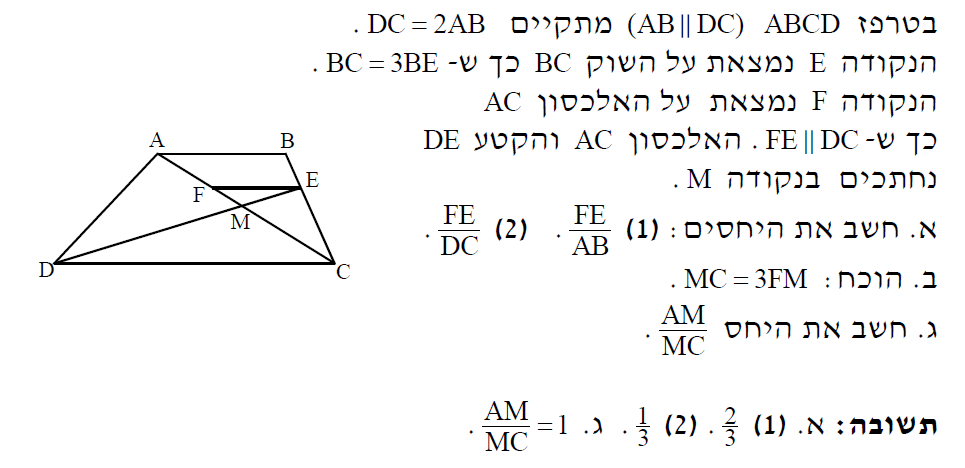 בטרפז ABCD (AB || DC) מתקיים DC = 2AB .
הנקודה E נמצאת על השוק BC כך ש- BC = 3BE .
הנקודה F נמצאת על האלכסון AC
כך ש- FE || DC . האלכסון AC והקטע DE
נחתכים בנקודה M .
א. חשב את היחסים : (1) FE/AB . (2) FE/DC .
ב. הוכח : MC = 3FM .
ג. חשב את היחס AM/MC .
A B
F E
M
D C
תשובה: א. (1) 2/3 . (2) 1/3 . ג. AM/MC = 1 .